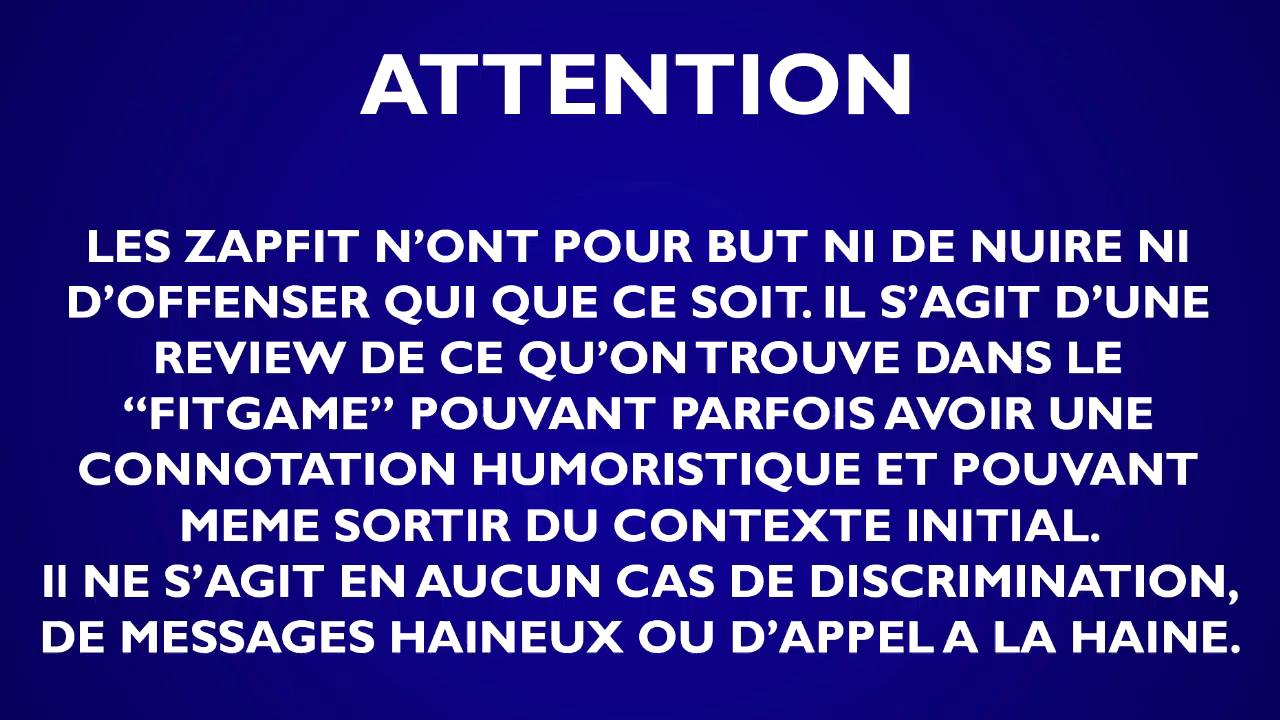 ATTENTION
LES ZAPFIT N’ONT POUR BUT NI DE NUIRE NI
D’OFFENSER QUI QUE CE SOIT. IL S’AGIT D’UNE
REVIEW DE CE QU’ON TROUVE DANS LE
“FITGAME” POUVANT PARFOIS AVOIR UNE
CONNOTATION HUMORISTIQUE ET POUVANT
MEME SORTIR DU CONTEXTE INITIAL.
Il NE S’AGIT EN AUCUN CAS DE DISCRIMINATION,
DE MESSAGES HAINEUX OU D’APPEL A LA HAINE.